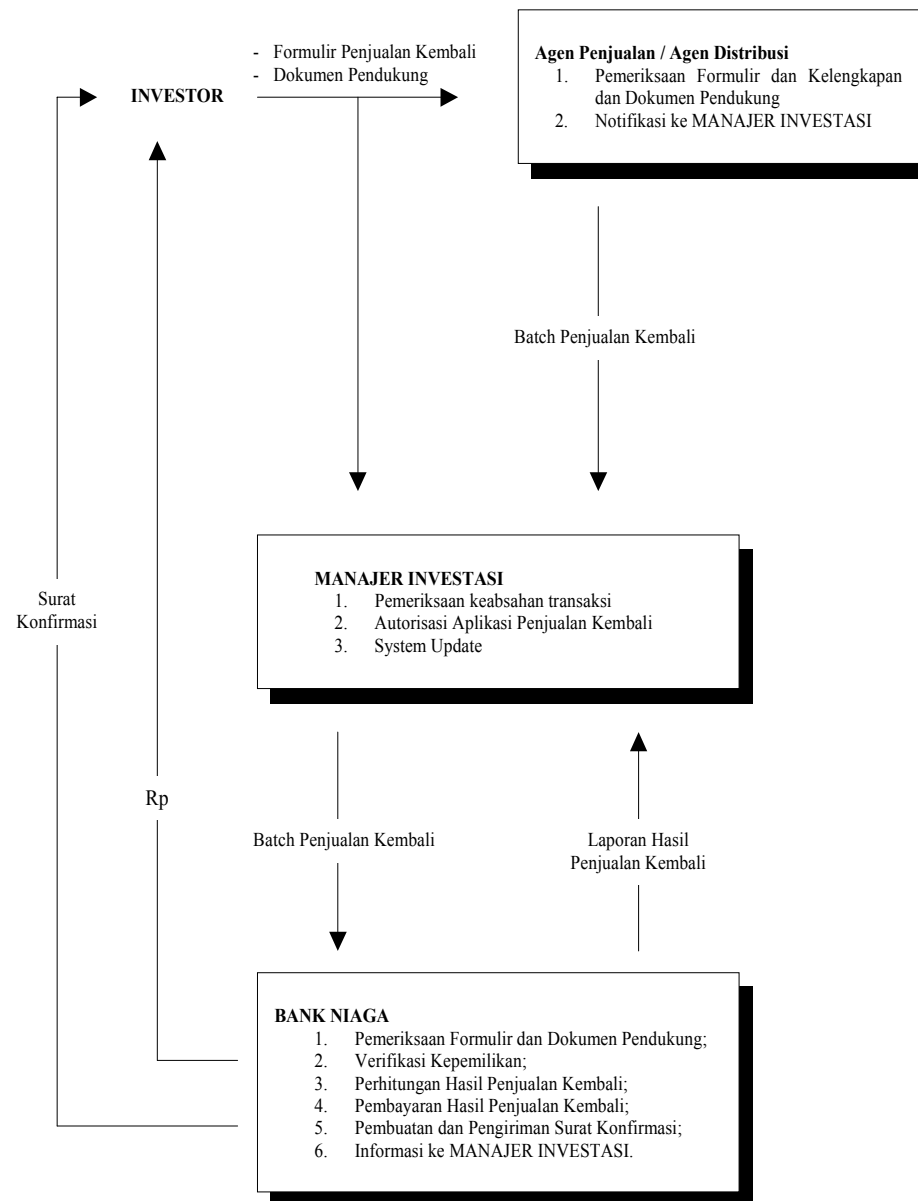 - Formulir Penjualan Kembali
- Dokumen Pendukung
INVESTOR
Agen Penjualan / Agen Distribusi
1. Pemeriksaan Formulir dan Kelengkapan
dan Dokumen Pendukung
2. Notifikasi ke MANAJER INVESTASI
Batch Penjualan Kembali
MANAJER INVESTASI
1. Pemeriksaan keabsahan transaksi
2. Autorisasi Aplikasi Penjualan Kembali
3. System Update
Surat
Konfirmasi
Rp
Batch Penjualan Kembali
Laporan Hasil
Penjualan Kembali
BANK NIAGA
1. Pemeriksaan Formulir dan Dokumen Pendukung;
2. Verifikasi Kepemilikan;
3. Perhitungan Hasil Penjualan Kembali;
4. Pembayaran Hasil Penjualan Kembali;
5. Pembuatan dan Pengiriman Surat Konfirmasi;
6. Informasi ke MANAJER INVESTASI.